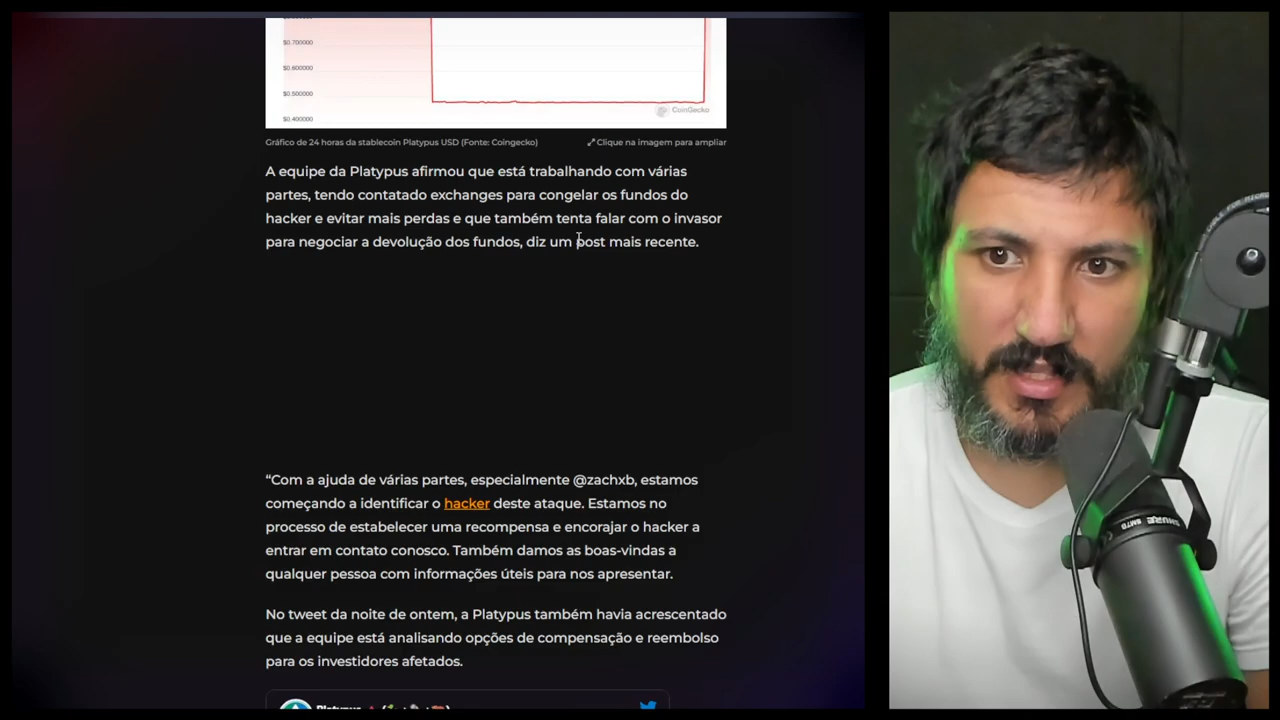 $0.700000
$0.600000
$0.500000
$0.400000
CoinGecko
Gráfico de 24 horas da stablecoin Platypus USD (Fonte: Coingecko)
Clique na imagem para ampliar
A equipe da Platypus afirmou que está trabalhando com várias
partes, tendo contatado exchanges para congelar os fundos do
hacker e evitar mais perdas e que também tenta falar com o invasor
para negociar a devolução dos fundos, diz um post mais recente.
“Com a ajuda de várias partes, especialmente @zachxb, estamos
começando a identificar o hacker deste ataque. Estamos no
processo de estabelecer uma recompensa e encorajar o hacker a
entrar em contato conosco. Também damos as boas-vindas a
qualquer pessoa com informações úteis para nos apresentar.
No tweet da noite de ontem, a Platypus também havia acrescentado
que a equipe está analisando opções de compensação e reembolso
para os investidores afetados.
Platypus
SHURE SM7B